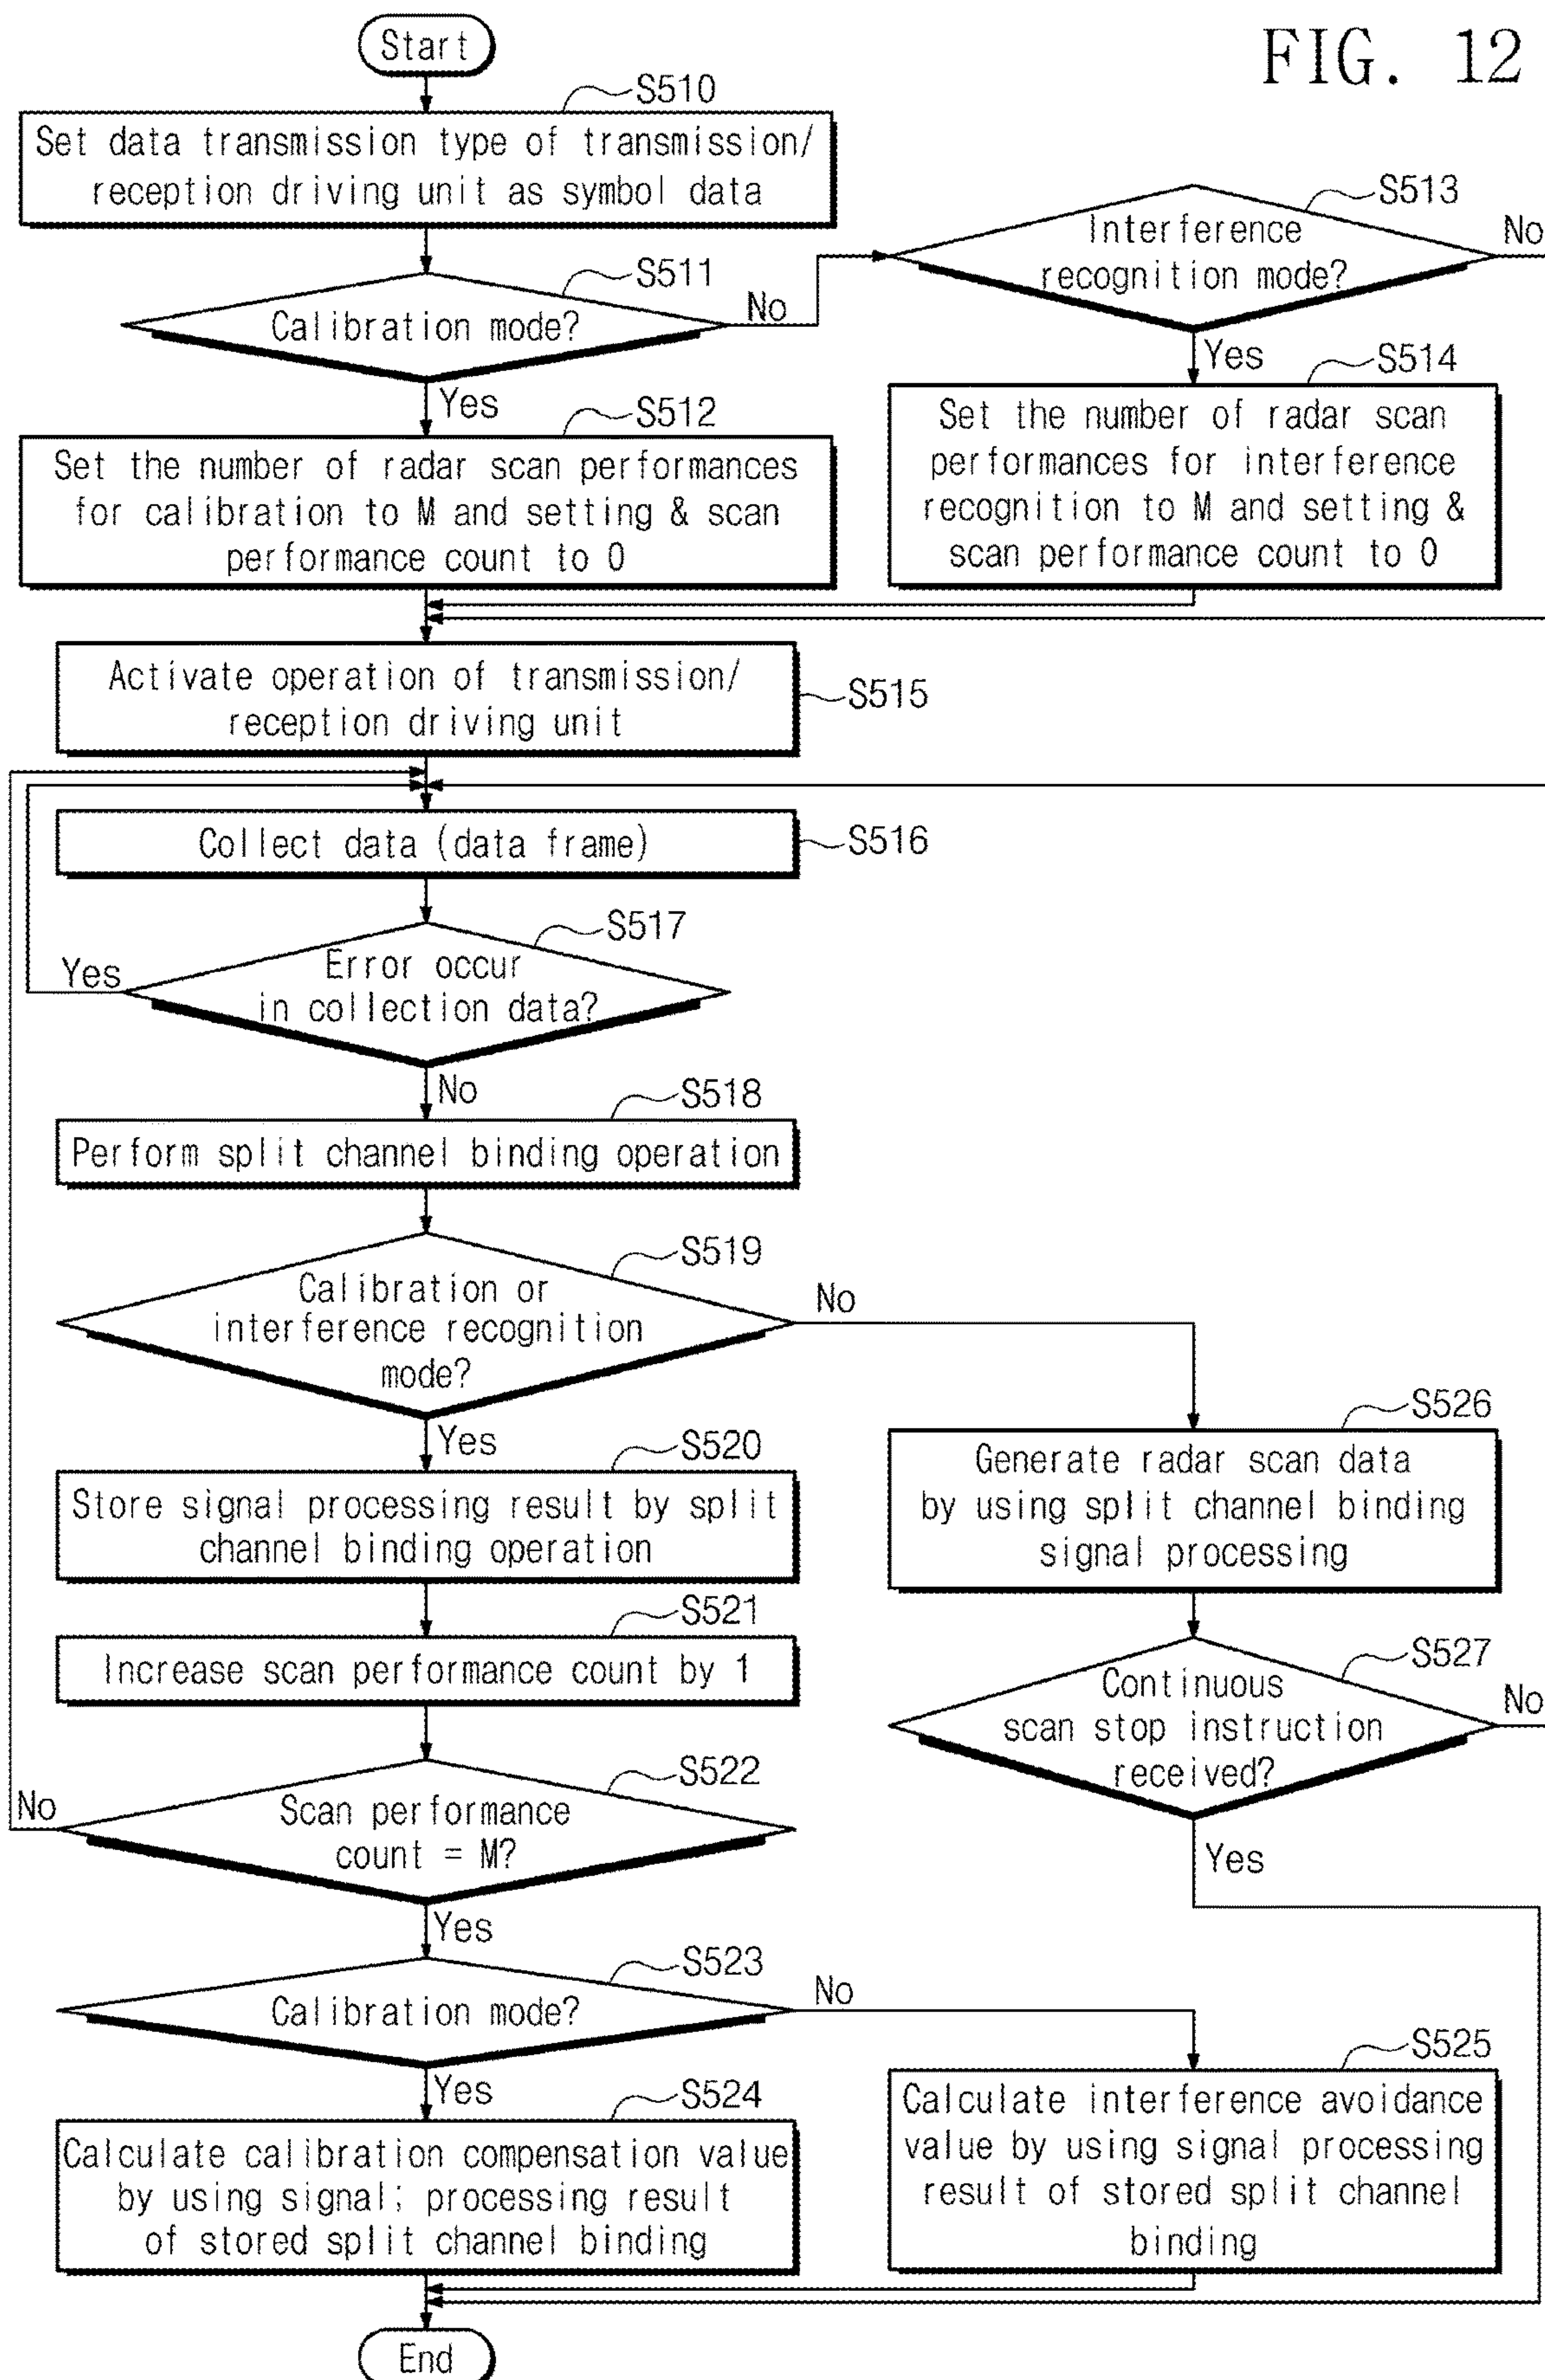 FIG. 12
Start
S510
Set data transmission type of transmission/
reception driving unit as symbol data
S511
Calibration mode?
No
Yes
S513
Interference
recognition mode?
No
Yes
S512
Set the number of radar scan performances
for calibration to M and setting & scan
performance count to 0
S514
Set the number of radar scan
performances for interference
recognition to M and setting &
scan performance count to 0
Activate operation of transmission/
reception driving unit
S515
Collect data (data frame)
S516
S517
Error occur
in collection data?
Yes
No
S518
Perform split channel binding operation
S519
Calibration or
interference recognition
mode?
No
Yes
S520
Store signal processing result by split
channel binding operation
S526
Generate radar scan data
by using split channel binding
signal processing
S521
Increase scan performance count by 1
S527
Continuous
scan stop instruction
received?
No
Yes
S522
Scan performance
count = M?
No
Yes
S523
Calibration mode?
No
Yes
S524
Calculate calibration compensation value
by using signal; processing result
of stored split channel binding
S525
Calculate interference avoidance
value by using signal processing
result of stored split channel
binding
End